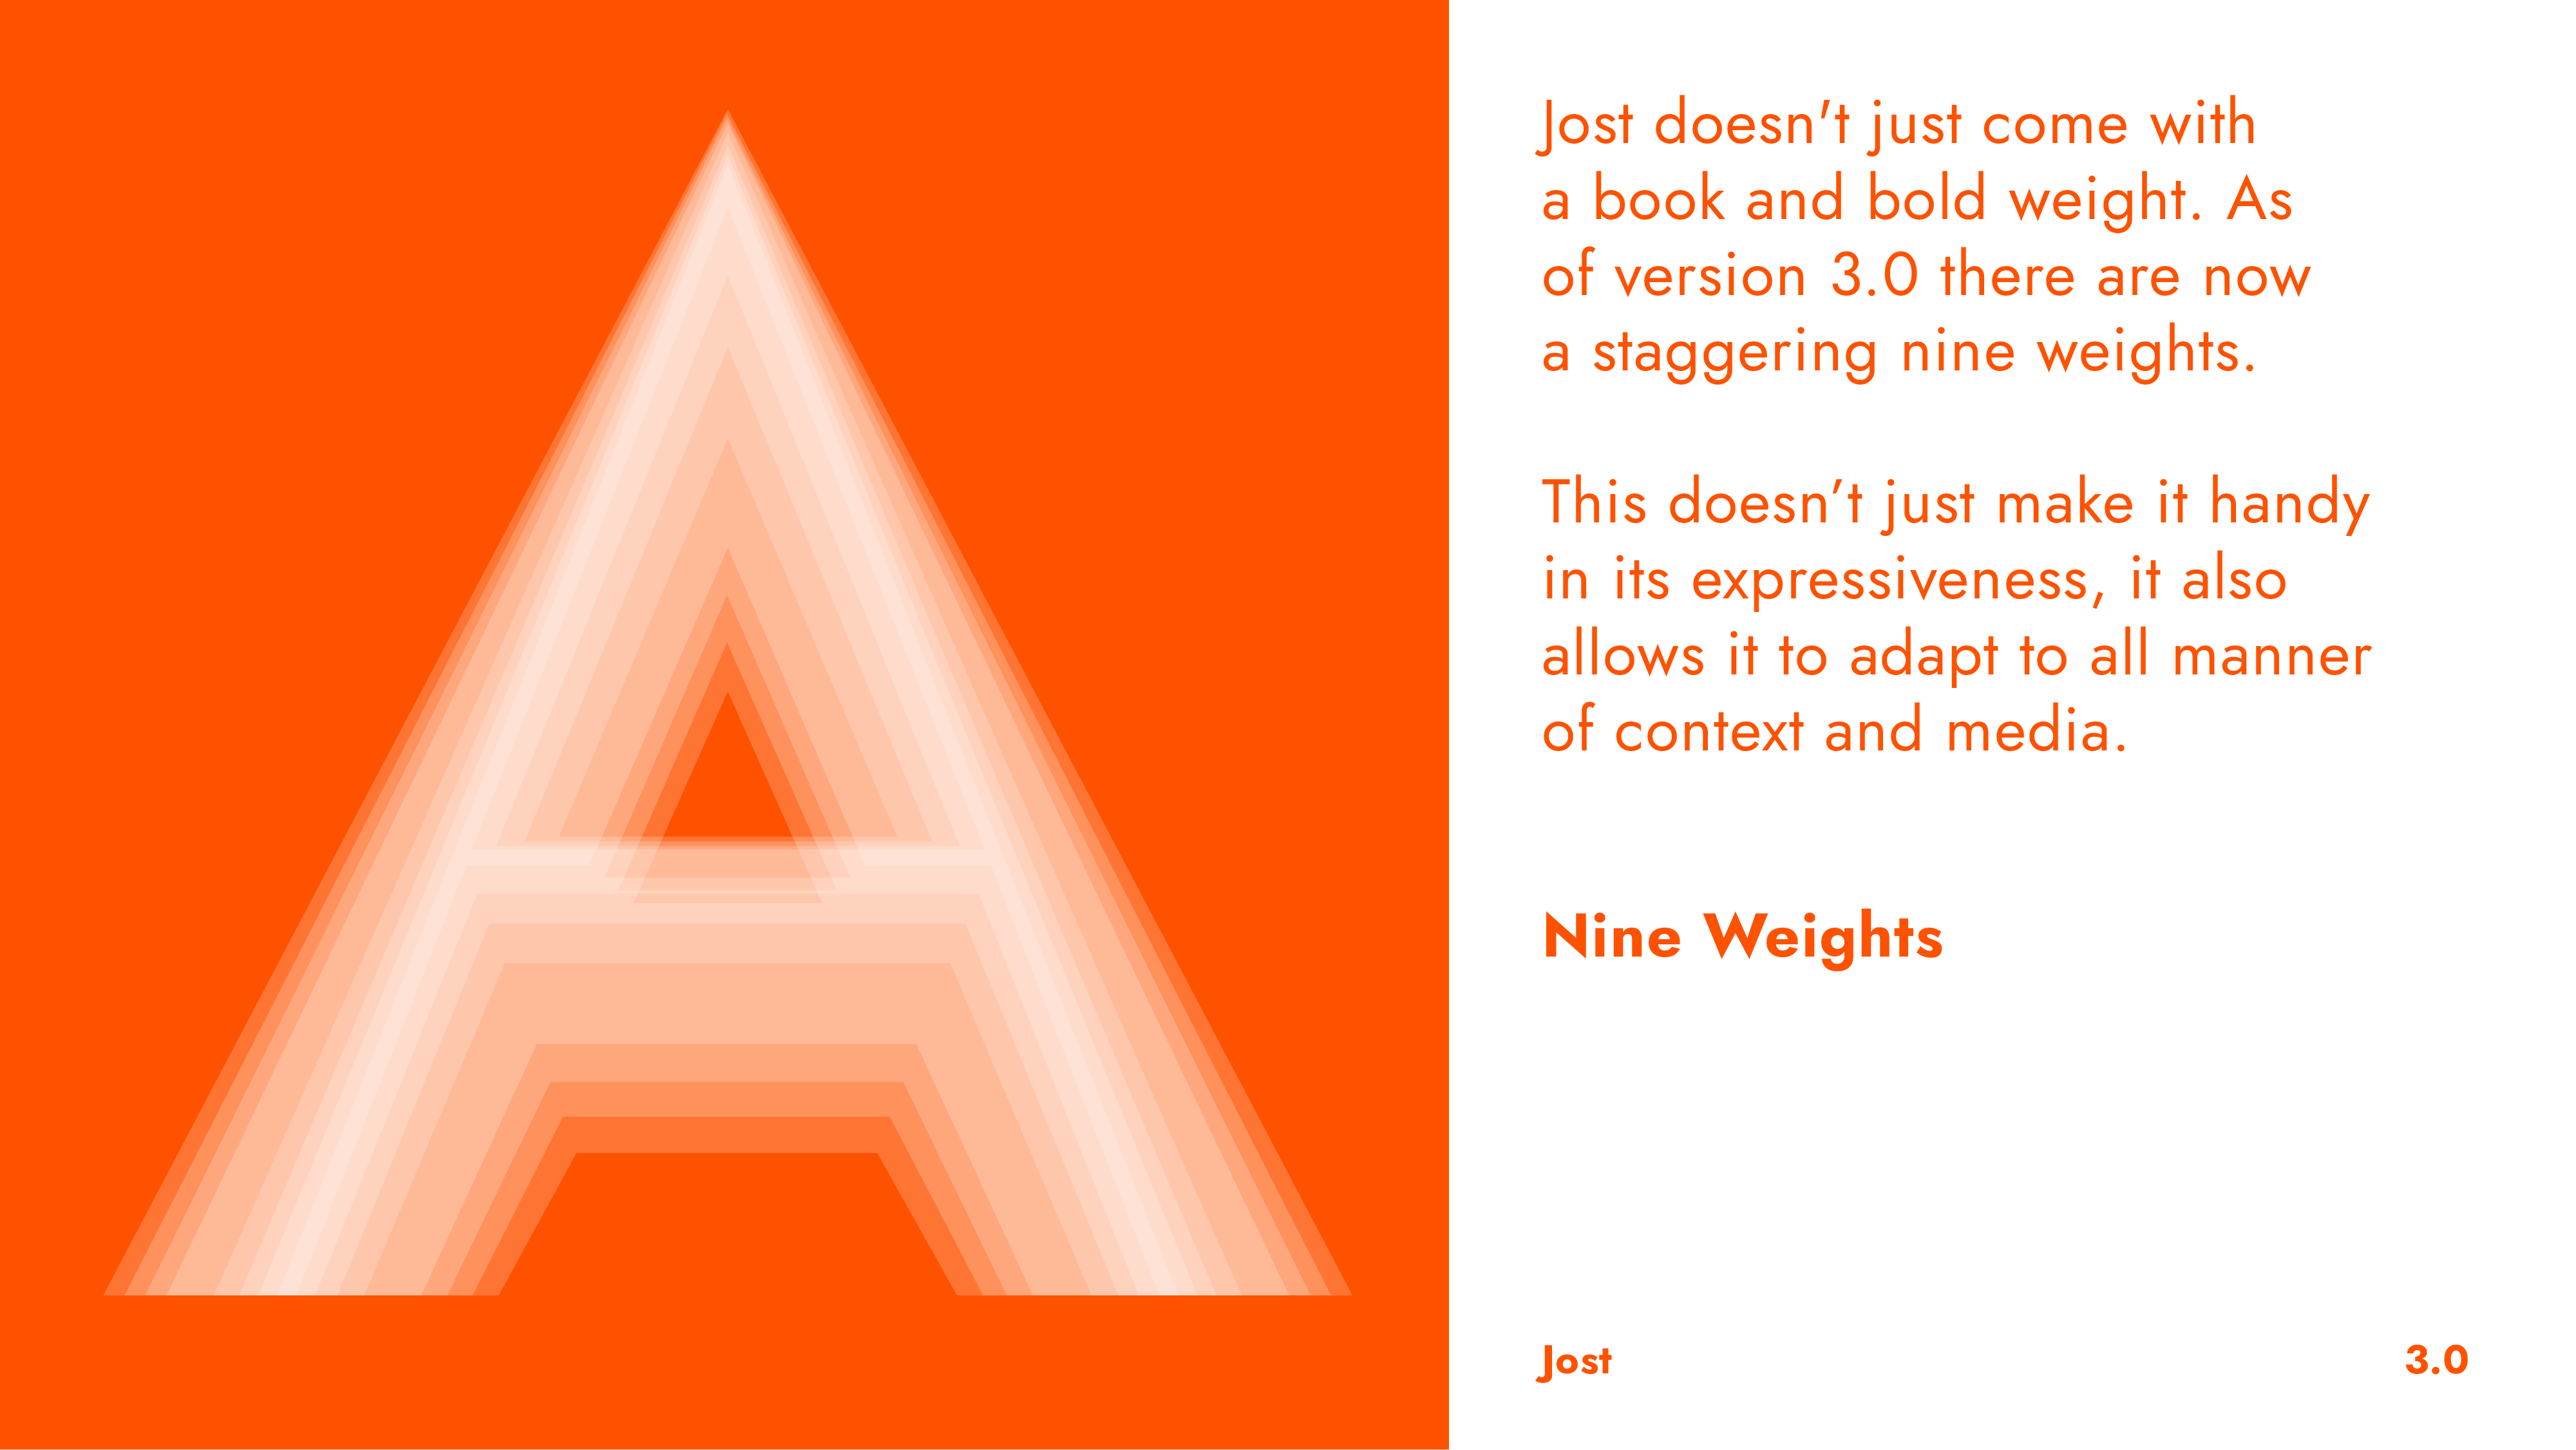 A
Jost doesn't just come with
a book and bold weight. As
of version 3.0 there are now
a staggering nine weights.
This doesn’t just make it handy
in its expressiveness, it also
allows it to adapt to all manner
of context and media.
Nine Weights
Jost
3.0